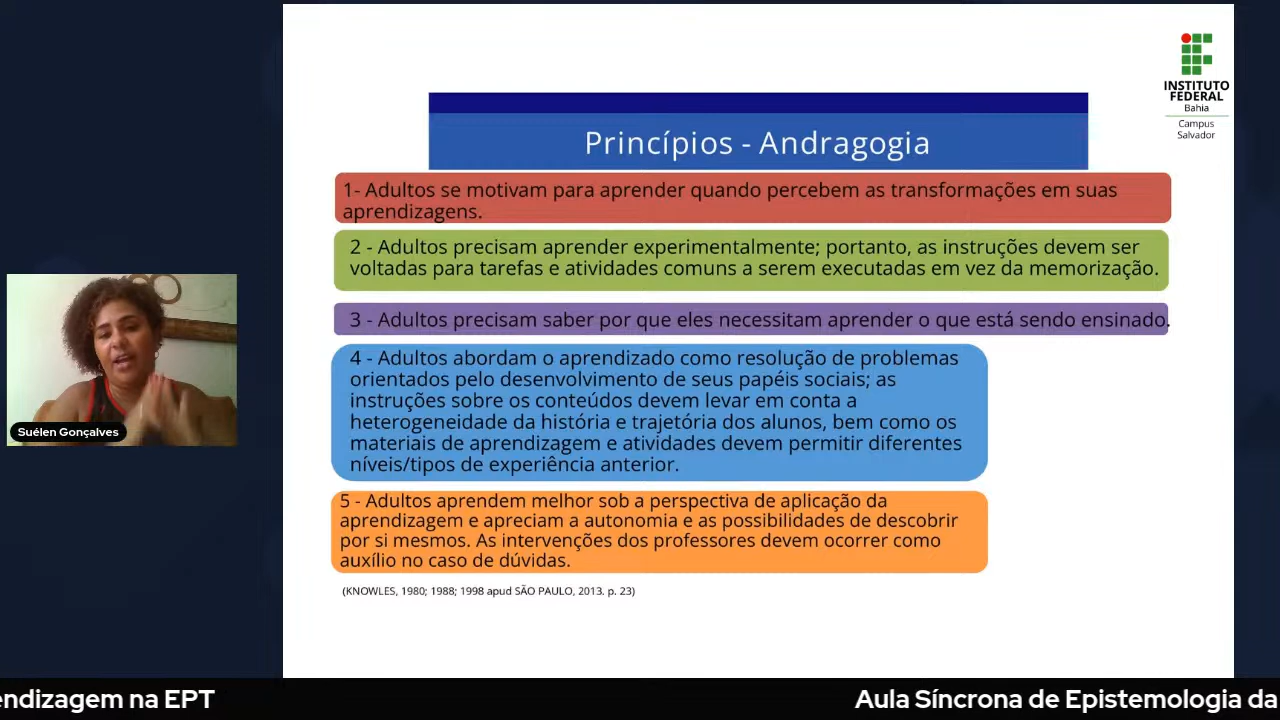 INSTITUTO
FEDERAL
Bahia
Campus
Salvador
Princípios - Andragogia
1- Adultos se motivam para aprender quando percebem as transformações em suas
aprendizagens.
2 - Adultos precisam aprender experimentalmente; portanto, as instruções devem ser
voltadas para tarefas e atividades comuns a serem executadas em vez da memorização.
3 - Adultos precisam saber por que eles necessitam aprender o que está sendo ensinado.
4 - Adultos abordam o aprendizado como resolução de problemas
orientados pelo desenvolvimento de seus papéis sociais; as
instruções sobre os conteúdos devem levar em conta a
heterogeneidade da história e trajetória dos alunos, bem como os
materiais de aprendizagem e atividades devem permitir diferentes
níveis/tipos de experiência anterior.
5 - Adultos aprendem melhor sob a perspectiva de aplicação da
aprendizagem e apreciam a autonomia e as possibilidades de descobrir
por si mesmos. As intervenções dos professores devem ocorrer como
auxílio no caso de dúvidas.
(KNOWLES, 1980; 1988; 1998 apud SÃO PAULO, 2013. p. 23)
Suélen Gonçalves
endizagem na EPT
Aula Síncrona de Epistemologia da